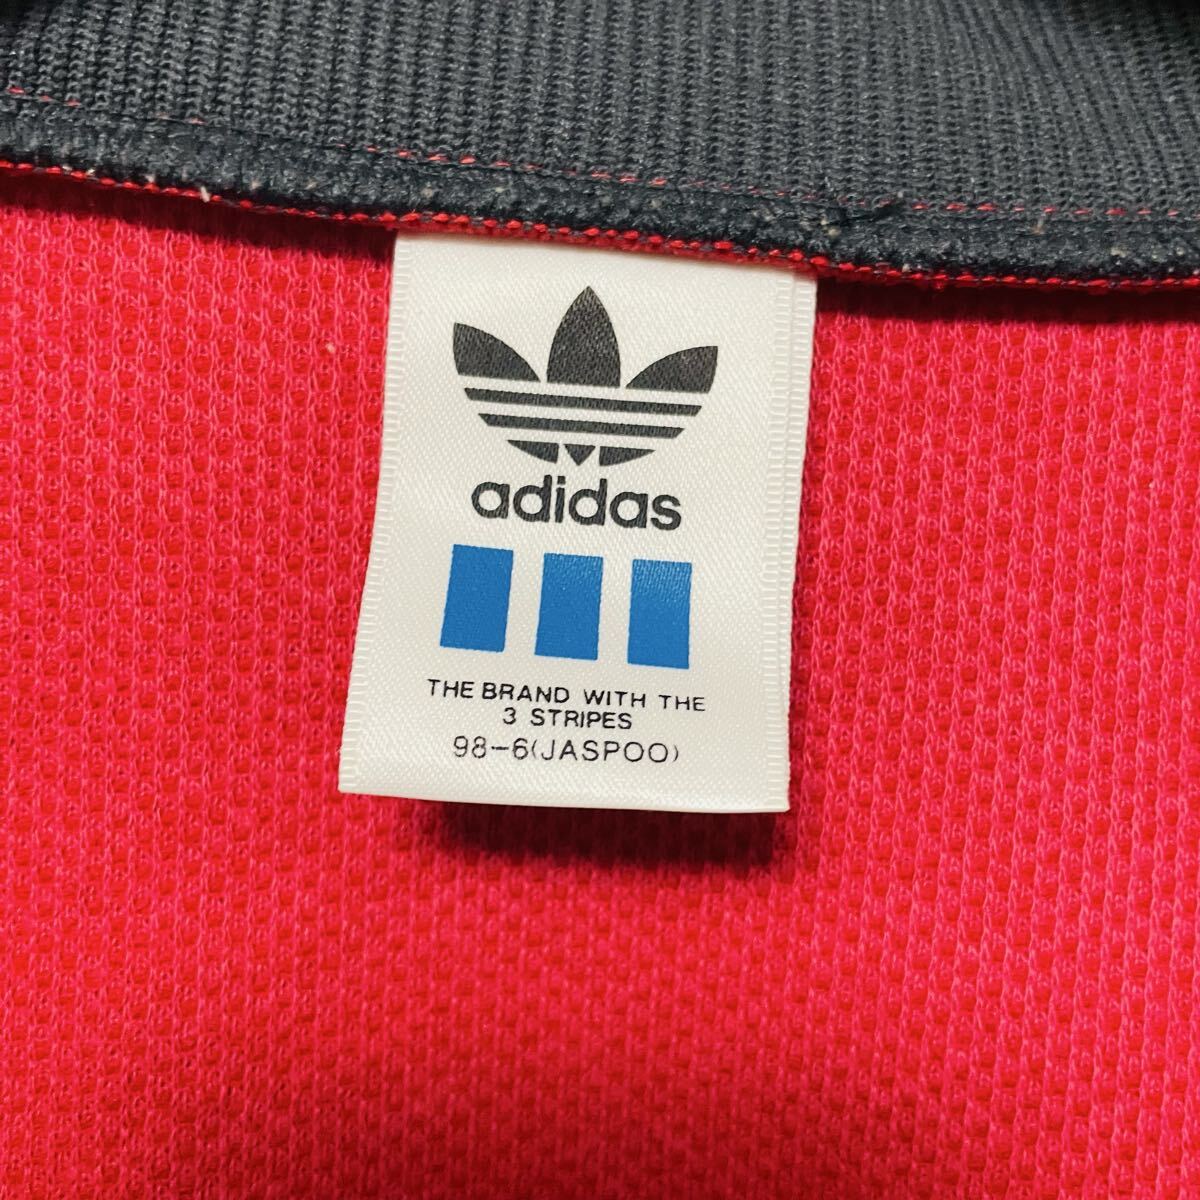 adidas
THE BRAND WITH THE
3 STRIPES
98-6(JASPOO)